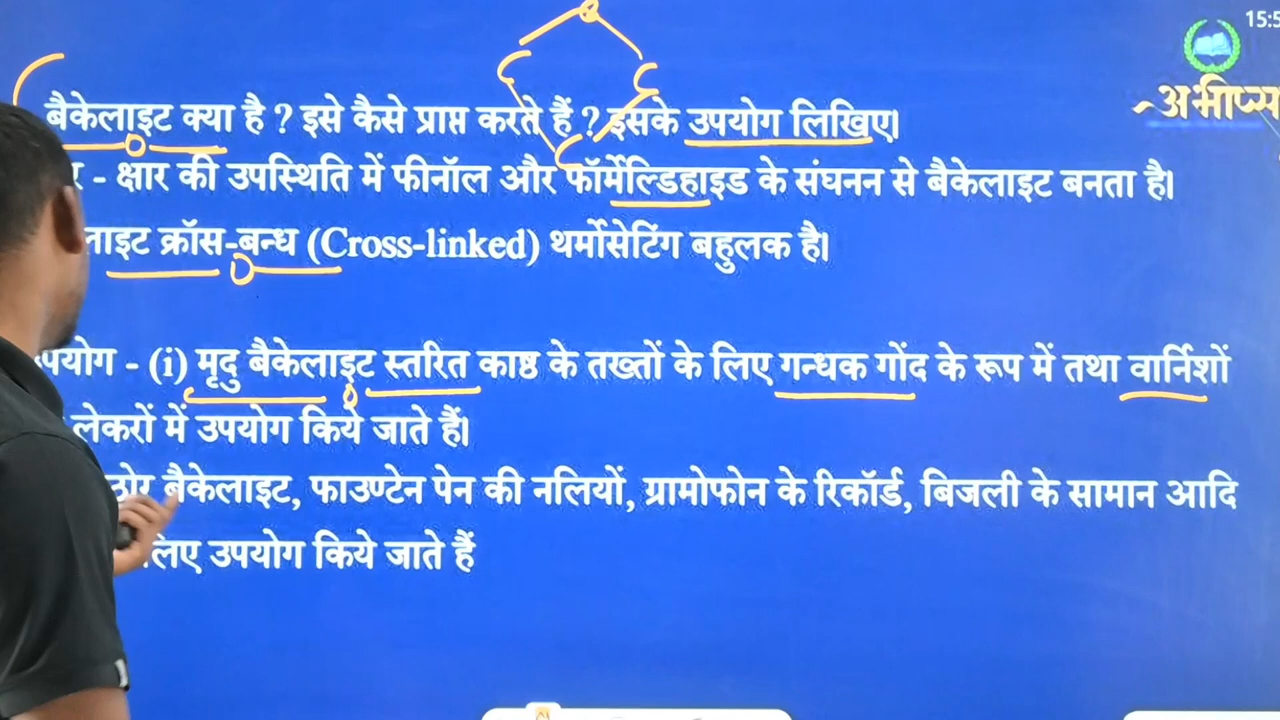 15:5
अभीप्स
बैकेलाइट क्या है ? इसे कैसे प्राप्त करते हैं ? इसके उपयोग लिखिए।
र - क्षार की उपस्थिति में फीनॉल और फॉर्मेल्डिहाइड के संघनन से बैकेलाइट बनता है।
लाइट क्रॉस-बन्ध (Cross-linked) थर्मोसेटिंग बहुलक है।
पयोग - (i) मृदु बैकेलाइट स्तरित काष्ठ के तख्तों के लिए गन्धक गोंद के रूप में तथा वार्निशों
लेकरों में उपयोग किये जाते हैं।
ठोर बैकेलाइट, फाउण्टेन पेन की नलियों, ग्रामोफोन के रिकॉर्ड, बिजली के सामान आदि
लिए उपयोग किये जाते हैं